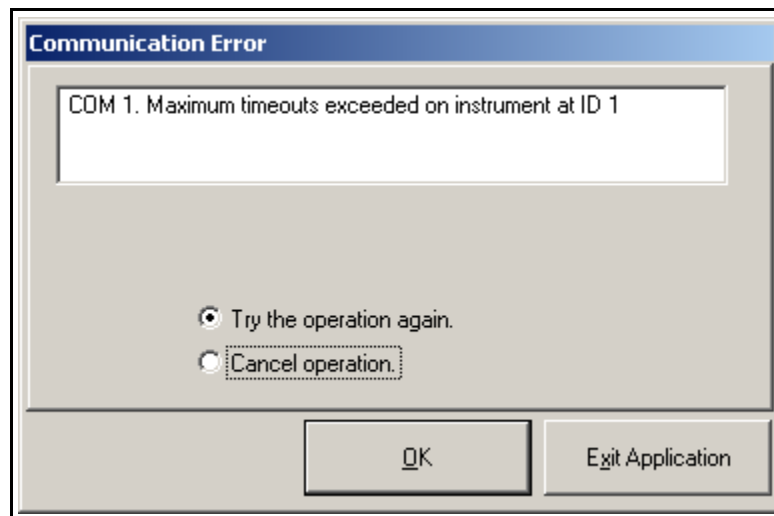 Communication Error
COM 1. Maximum timeouts exceeded on instrument at ID 1
Try the operation again.
Cancel operation.
OK
Exit Application